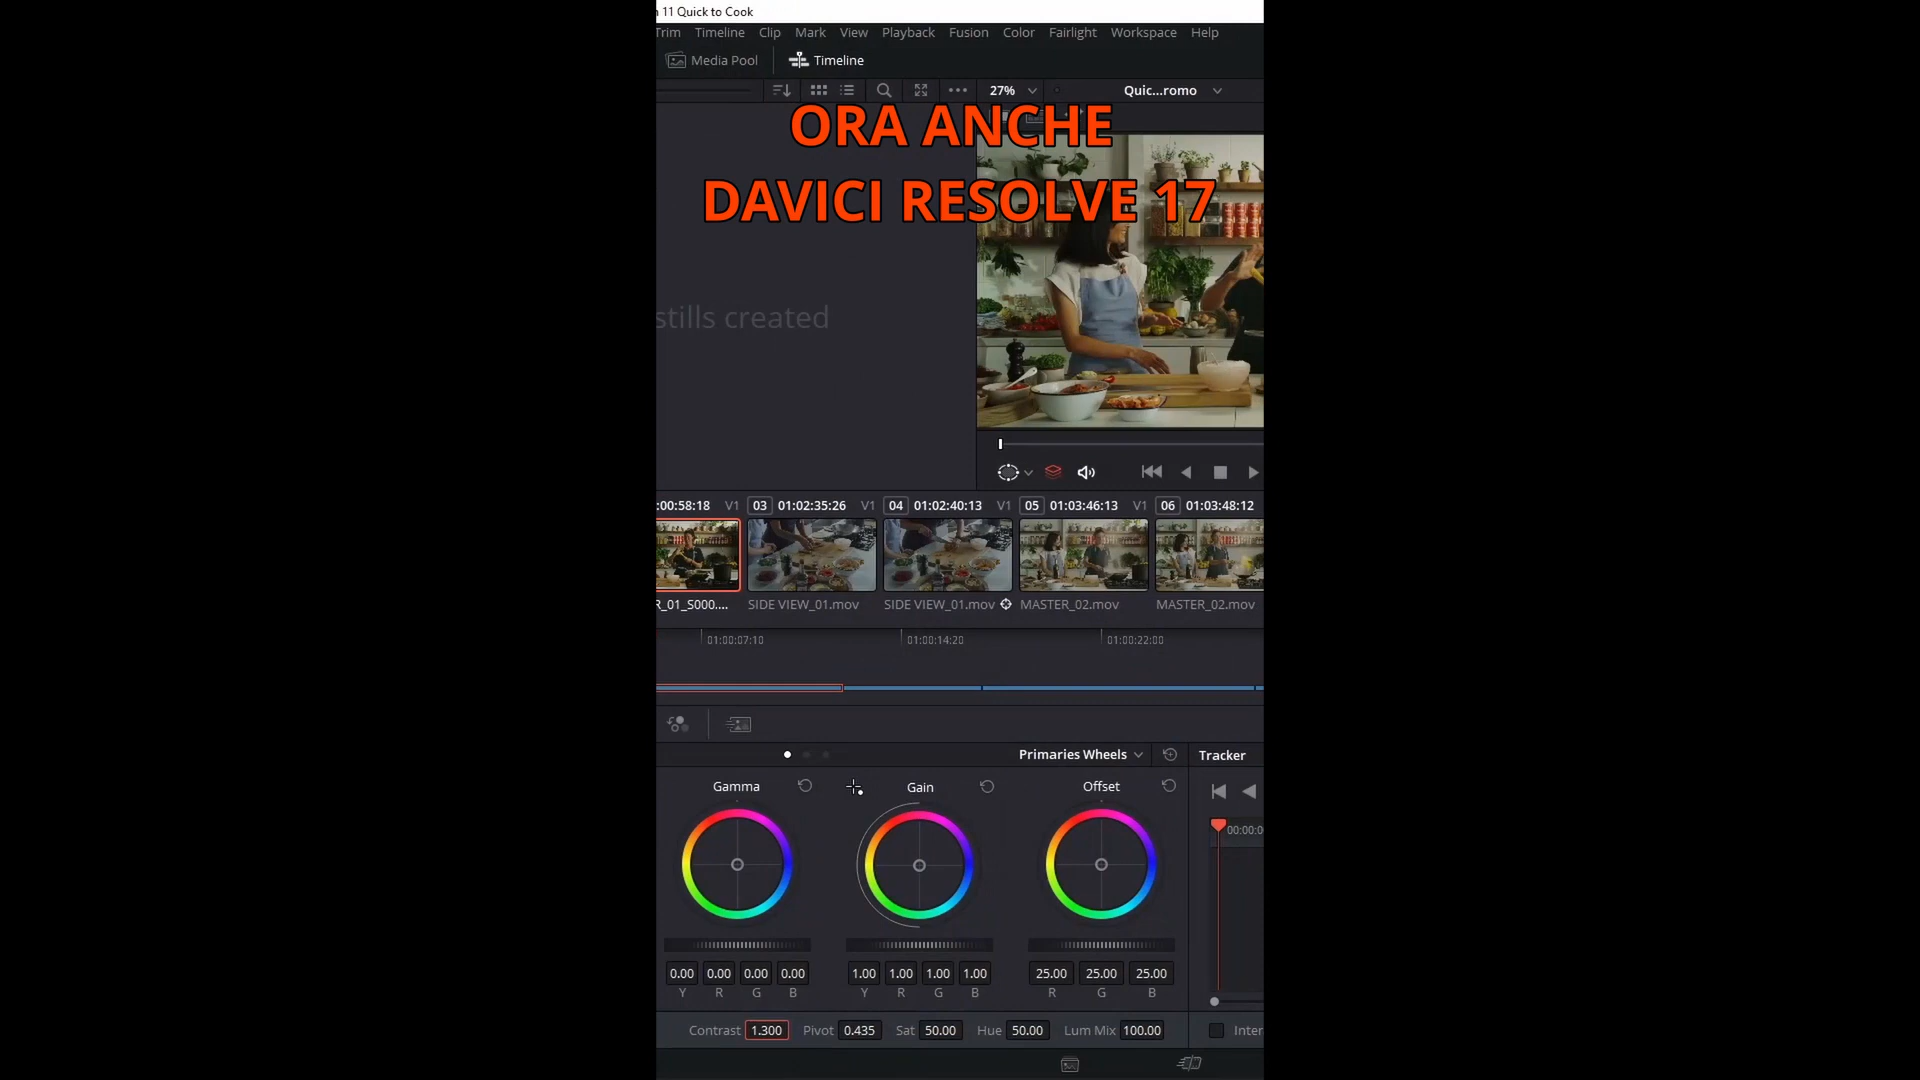 11 Quick to Cook
Trim Timeline Clip Mark View Playback Fusion Color Fairlight Workspace Help
Media Pool Timeline
27% Quic...romo
ORA ANCHE
DAVICI RESOLVE 17
stills created
:00:58:18 V1 03 01:02:35:26 V1 04 01:02:40:13 V1 05 01:03:46:13 V1 06 01:03:48:12
R_01_S000.... SIDE VIEW_01.mov SIDE VIEW_01.mov MASTER_02.mov MASTER_02.mov
01:00:07:10 01:00:14:20 01:00:22:00
Primaries Wheels Tracker
Gamma Gain Offset
00:00:0
0.00 0.00 0.00 0.00 1.00 1.00 1.00 1.00 25.00 25.00 25.00
Y R G B Y R G B R G B
Contrast 1.300 Pivot 0.435 Sat 50.00 Hue 50.00 Lum Mix 100.00 Inter